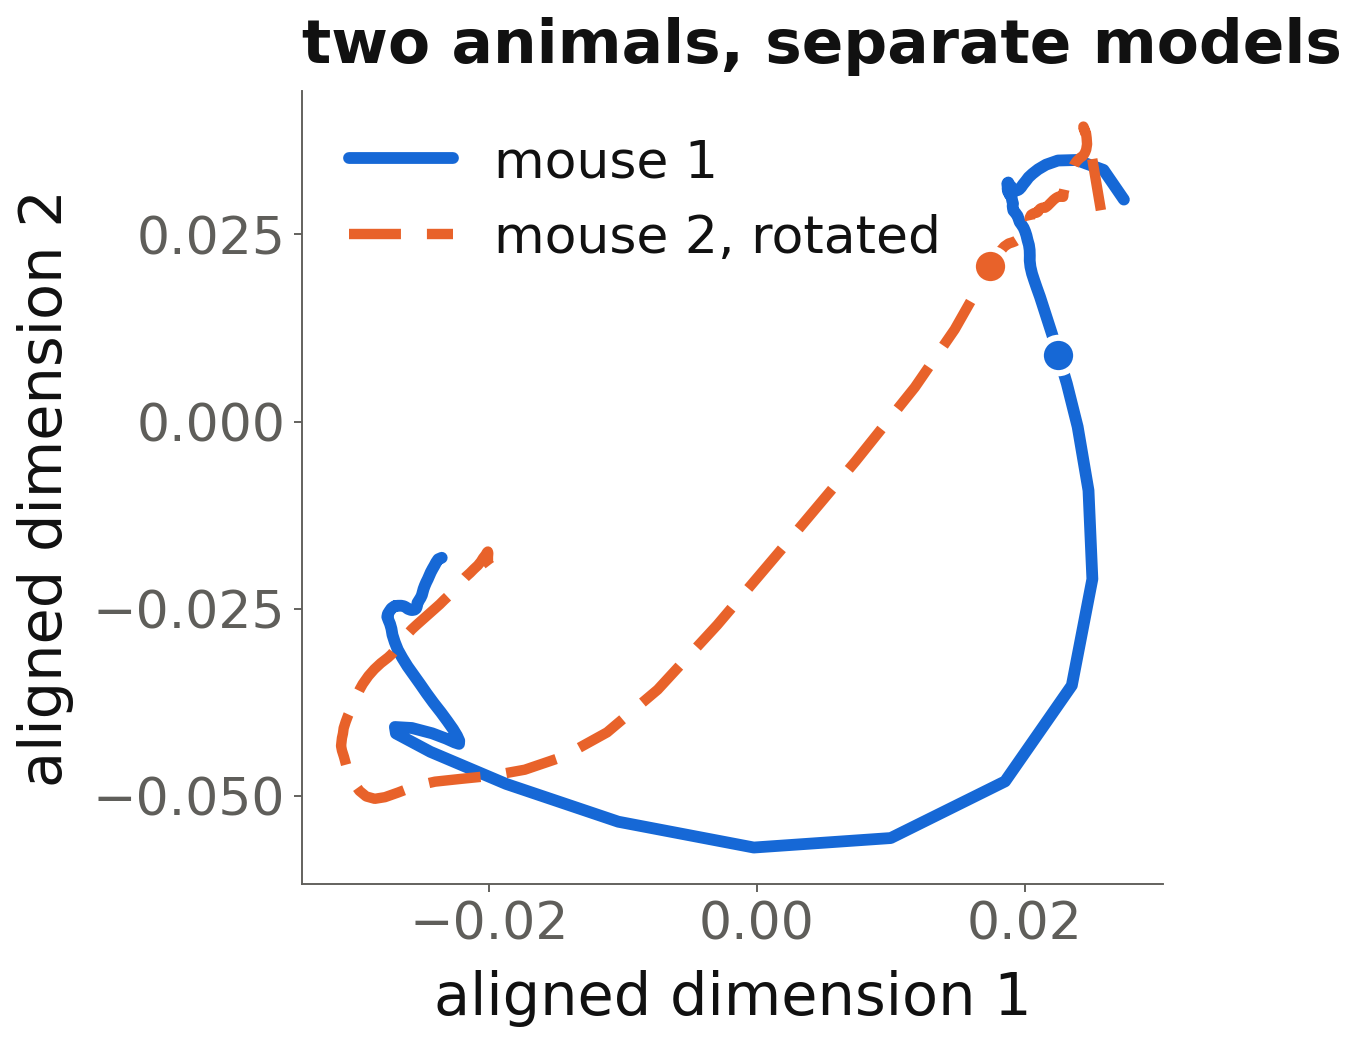 two animals, separate models
mouse 1
mouse 2, rotated
0.025
0.000
−0.025
−0.050
aligned dimension 2
−0.02
0.00
0.02
aligned dimension 1